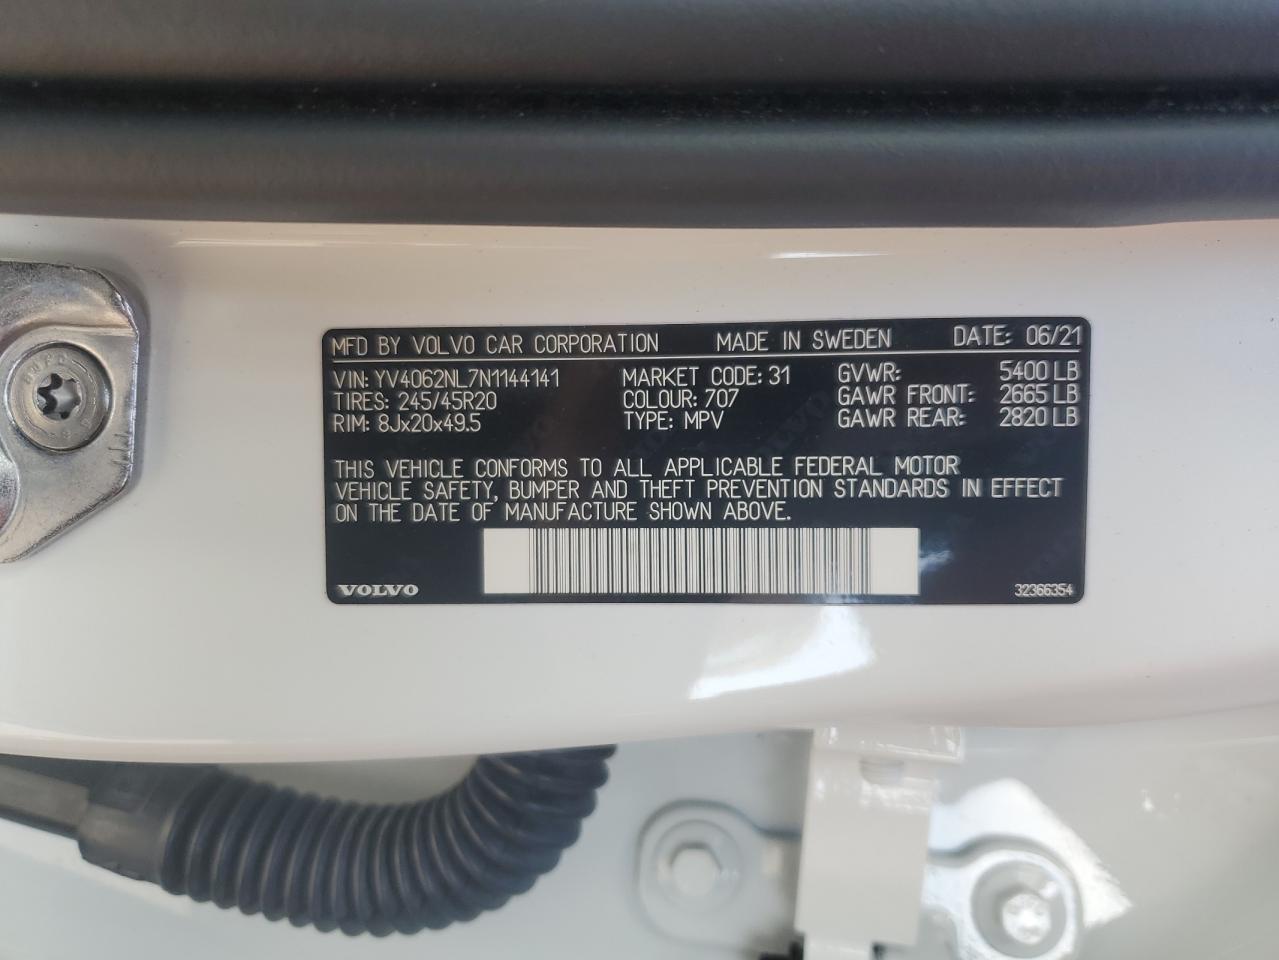 MFD BY VOLVO CAR CORPORATION MADE IN SWEDEN DATE: 06/21
VIN: YV4062NL7N1144141 MARKET CODE: 31 GVWR: 5400 LB
TIRES: 245/45R20 COLOUR: 707 GAWR FRONT: 2665 LB
RIM: 8Jx20x49.5 TYPE: MPV GAWR REAR: 2820 LB
THIS VEHICLE CONFORMS TO ALL APPLICABLE FEDERAL MOTOR
VEHICLE SAFETY, BUMPER AND THEFT PREVENTION STANDARDS IN EFFECT
ON THE DATE OF MANUFACTURE SHOWN ABOVE.
VOLVO 32366354